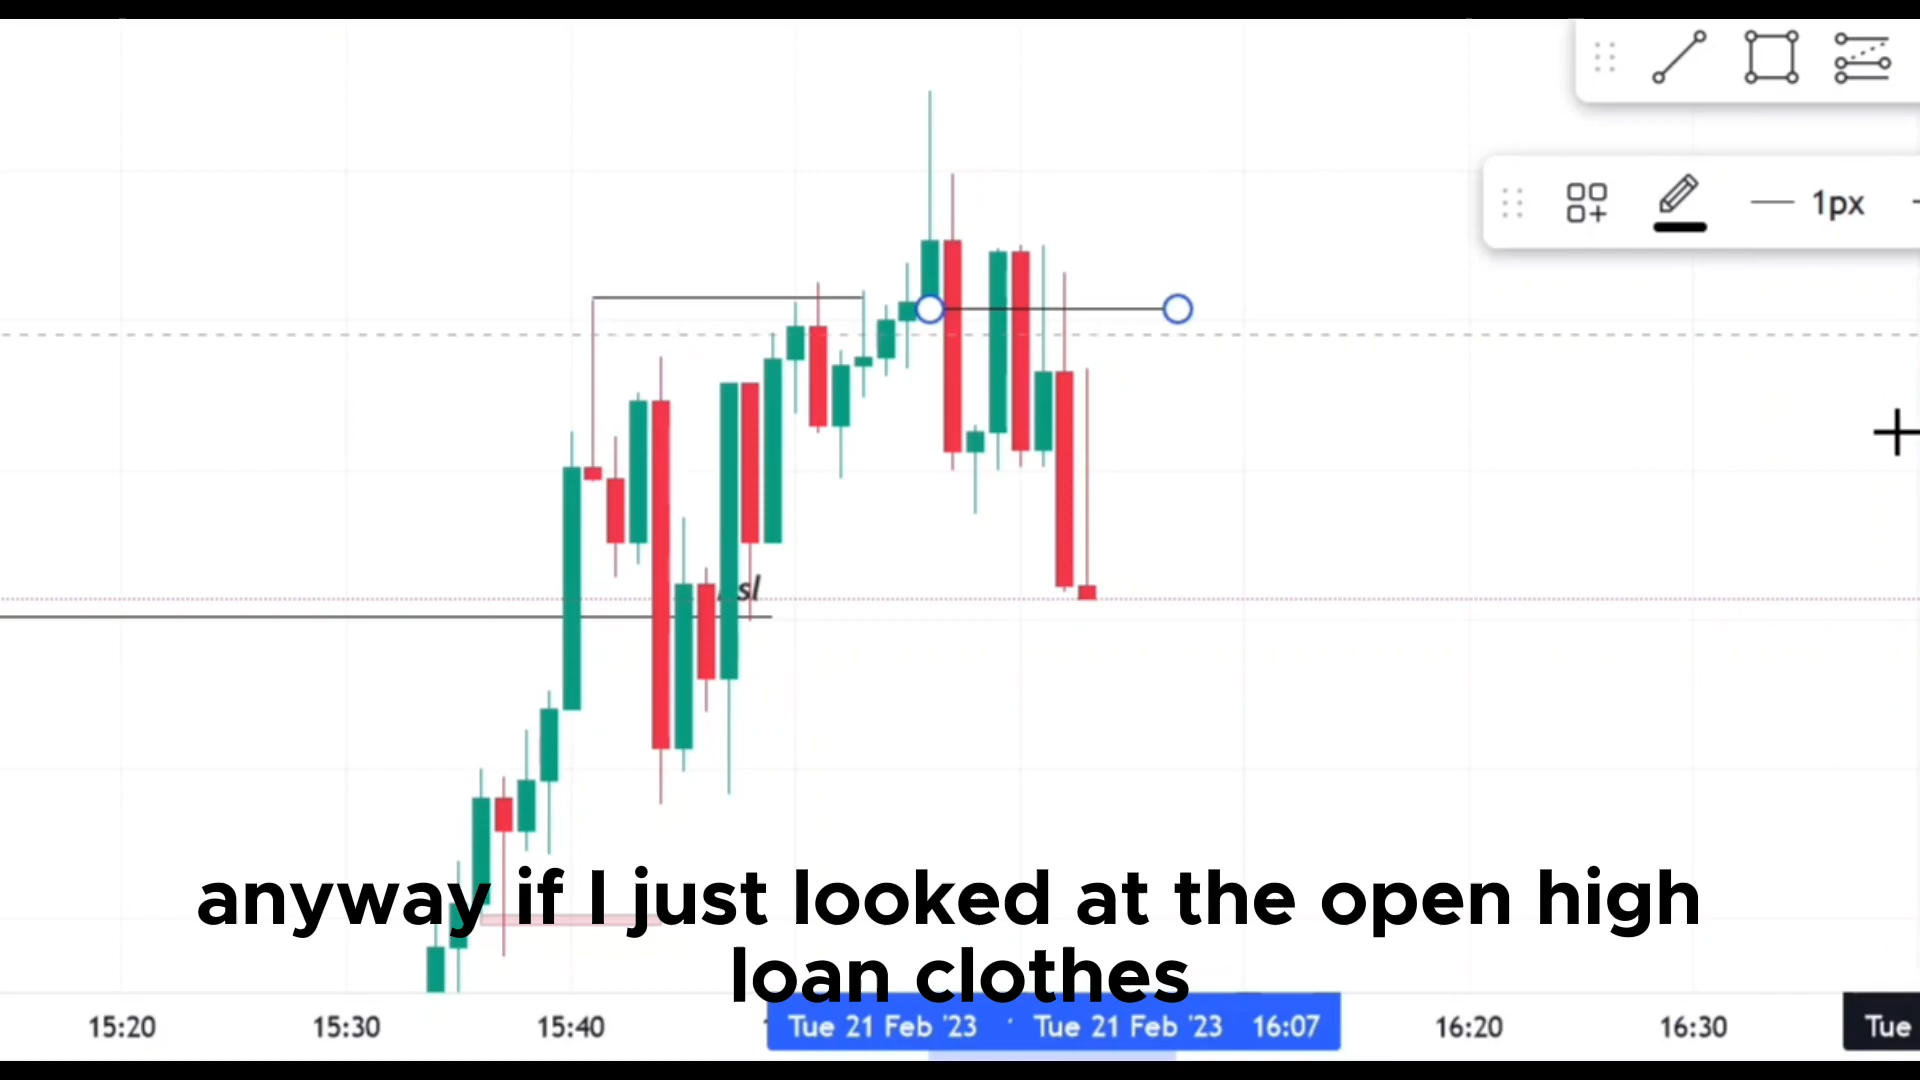 1px
sl
anyway if I just looked at the open high
loan clothes
15:20 15:30 15:40 Tue 21 Feb '23 Tue 21 Feb '23 16:07 16:20 16:30 Tue